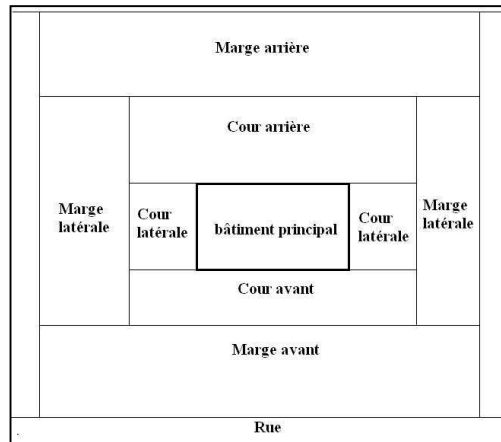 Marge arrière
Cour arrière
Marge
latérale
Cour
latérale
bâtiment principal
Cour
latérale
Marge
latérale
Cour avant
Marge avant
Rue